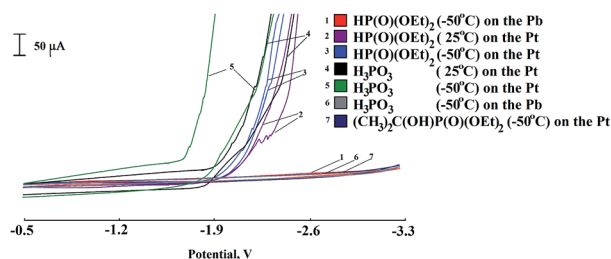 50 μA
1 HP(O)(OEt)₂ (-50°C) on the Pb
2 HP(O)(OEt)₂ ( 25°C) on the Pt
3 HP(O)(OEt)₂ (-50°C) on the Pt
4 H₃PO₃ ( 25°C) on the Pt
5 H₃PO₃ (-50°C) on the Pt
6 H₃PO₃ (-50°C) on the Pb
7 (CH₃)₂C(OH)P(O)(OEt)₂ (-50°C) on the Pt
4
5
3
2
1 6 7
-0.5 -1.2 -1.9 -2.6 -3.3
Potential, V